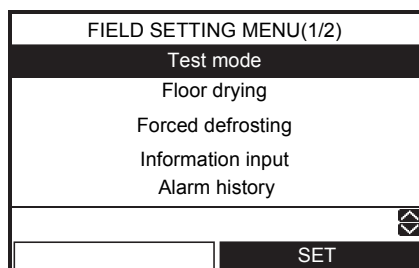 FIELD SETTING MENU(1/2)
Test mode
Floor drying
Forced defrosting
Information input
Alarm history
SET